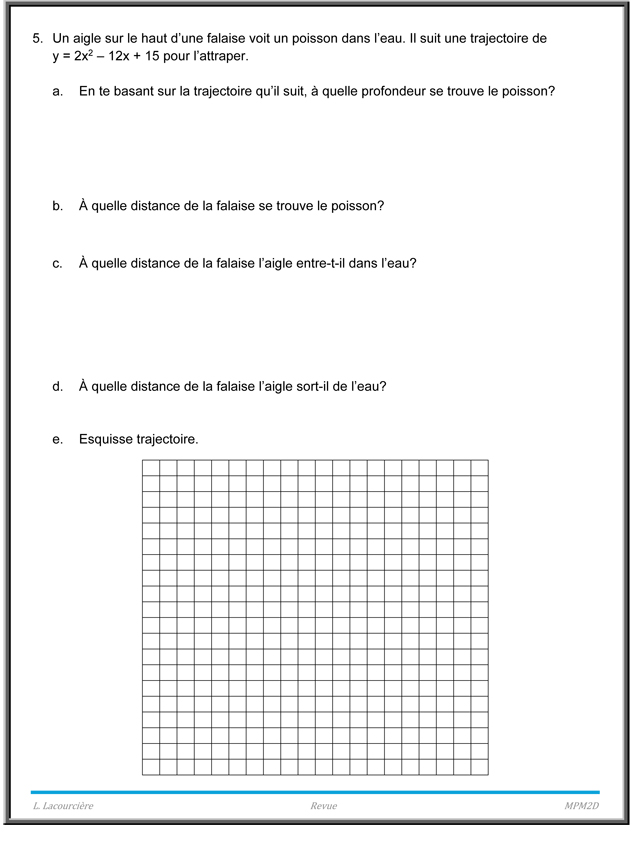 5. Un aigle sur le haut d’une falaise voit un poisson dans l’eau. Il suit une trajectoire de
y = 2x² – 12x + 15 pour l’attraper.
a. En te basant sur la trajectoire qu’il suit, à quelle profondeur se trouve le poisson?
b. À quelle distance de la falaise se trouve le poisson?
c. À quelle distance de la falaise l’aigle entre-t-il dans l’eau?
d. À quelle distance de la falaise l’aigle sort-il de l’eau?
e. Esquisse trajectoire.
L. Lacourcière Revue MPM2D